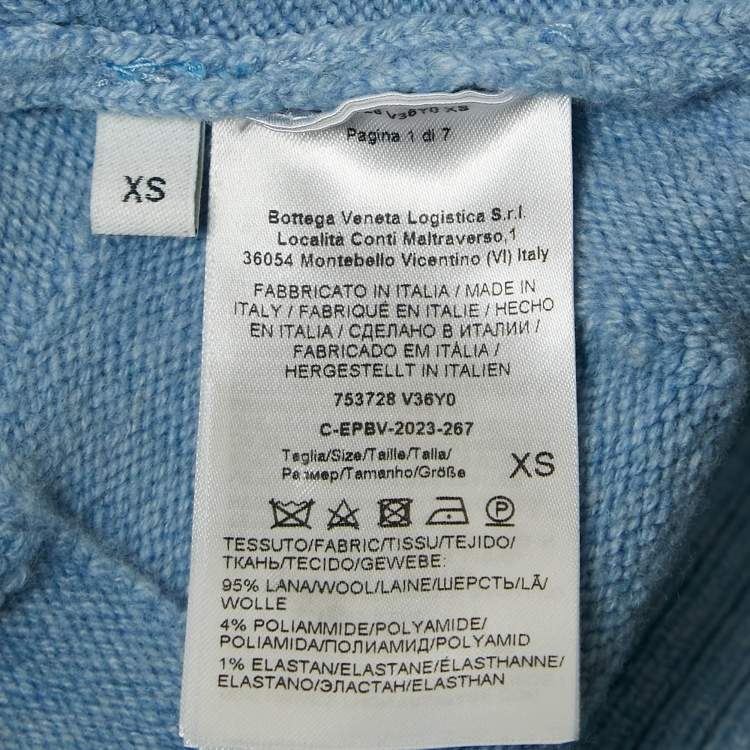 V36Y0 XS
Pagina 1 di 7
XS
Bottega Veneta Logistica S.r.l.
Località Conti Maltraverso,1
36054 Montebello Vicentino (VI) Italy
FABBRICATO IN ITALIA / MADE IN
ITALY / FABRIQUÉ EN ITALIE / HECHO
EN ITALIA / СДЕЛАНО В ИТАЛИИ /
FABRICADO EM ITÁLIA /
HERGESTELLT IN ITALIEN
753728 V36Y0
C-EPBV-2023-267
Taglia/Size/Taille/Talla/
Размер/Tamanho/Größe XS
P
TESSUTO/FABRIC/TISSU/TEJIDO/
ТКАНЬ/TECIDO/GEWEBE:
95% LANA/WOOL/LAINE/ШЕРСТЬ/LÃ/
WOLLE
4% POLIAMMIDE/POLYAMIDE/
POLIAMIDA/ПОЛИАМИД/POLYAMID
1% ELASTAN/ELASTANE/ÉLASTHANNE/
ELASTANO/ЭЛАСТАН/ELASTHAN